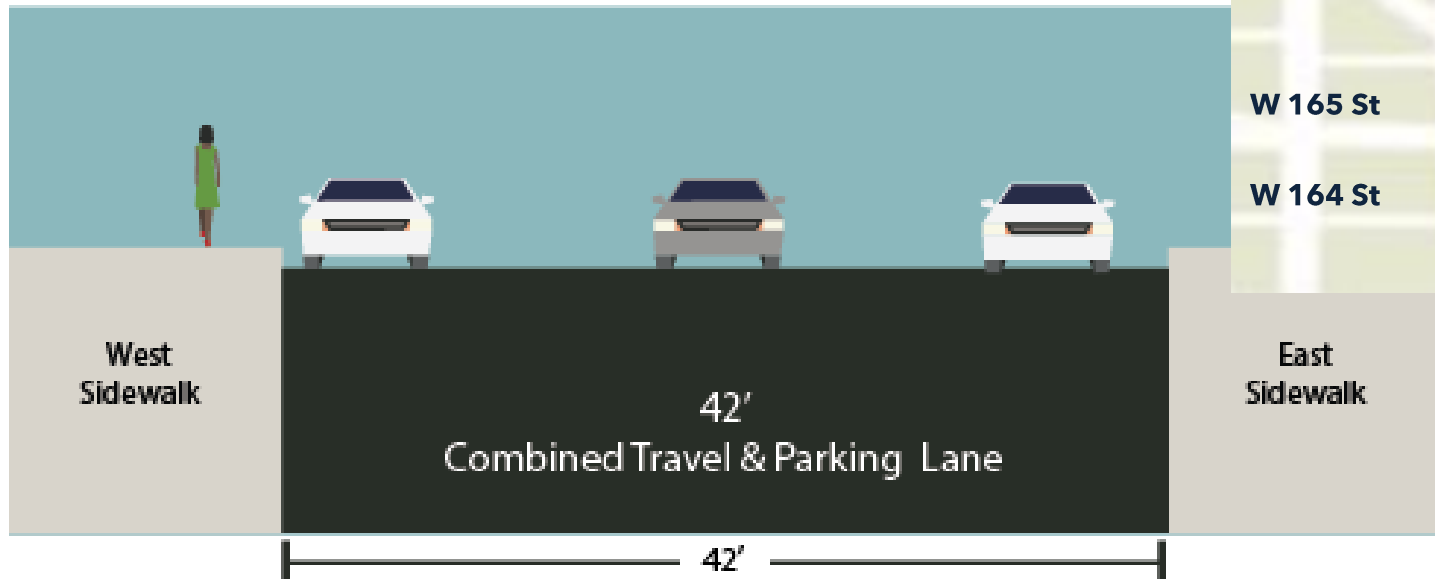 W 165 St
W 164 St
West
Sidewalk
East
Sidewalk
42'
Combined Travel & Parking Lane
42'